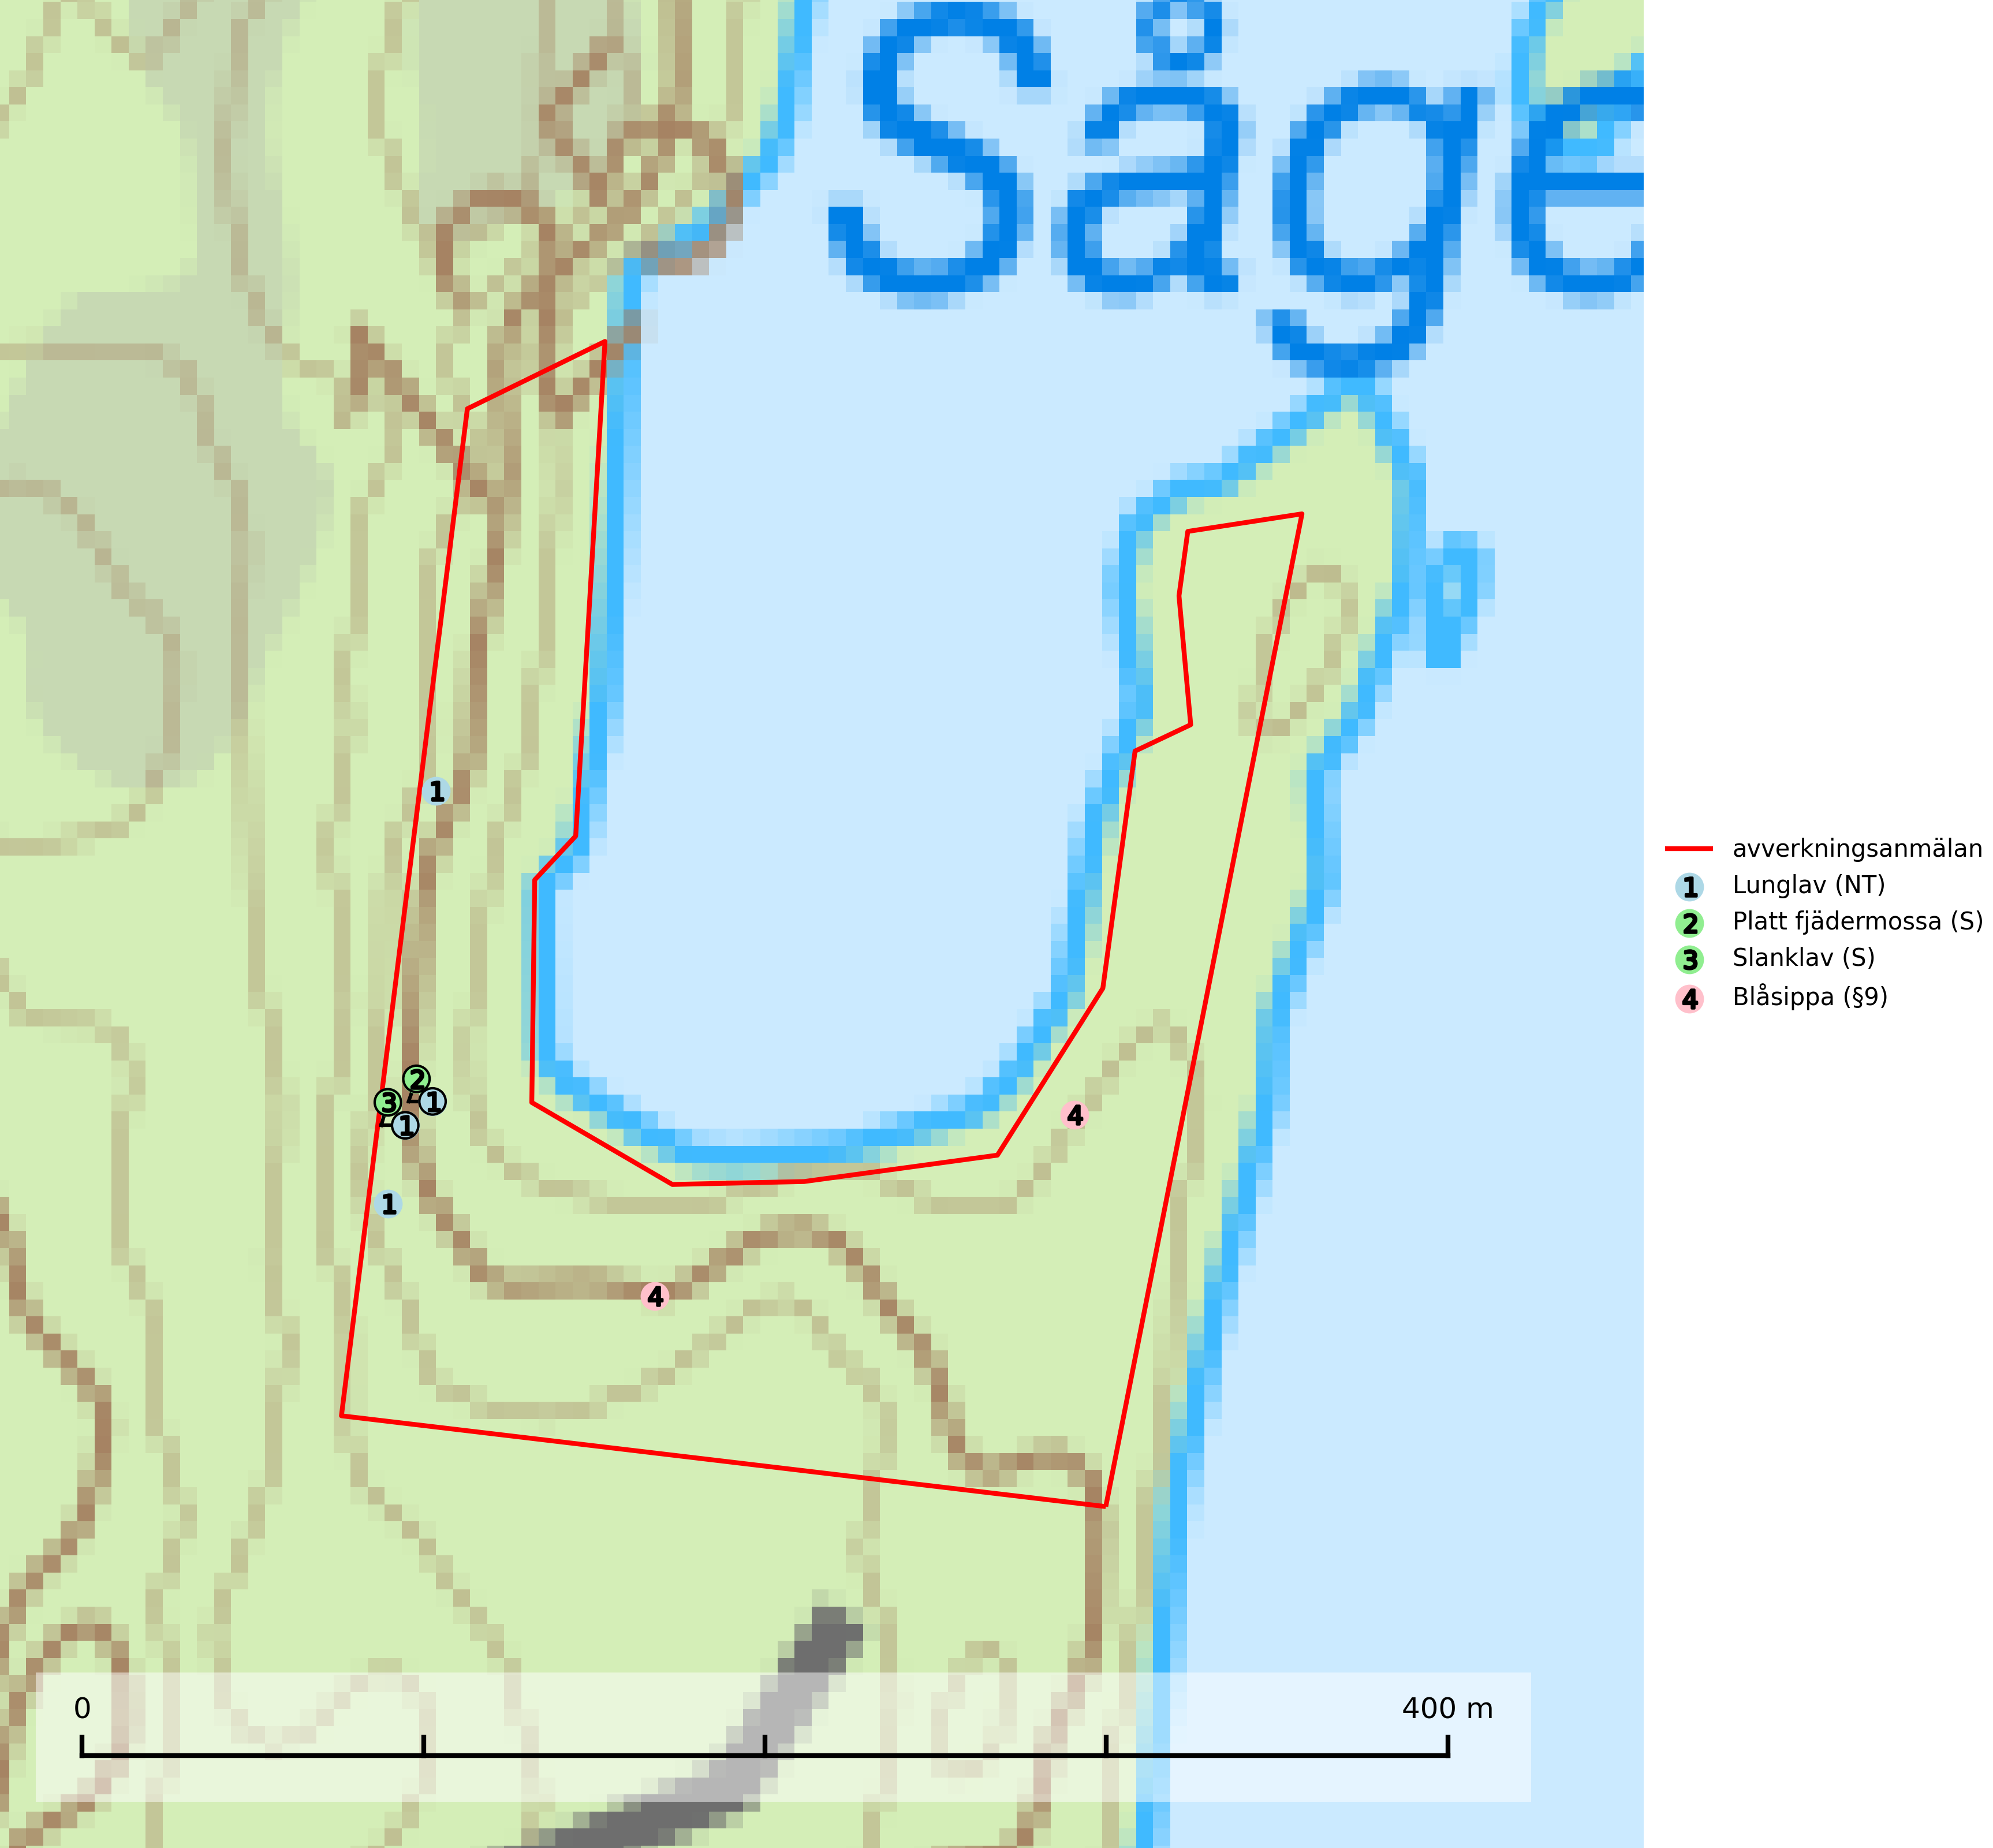 Såge
1
2
3
1
1
1
4
4
avverkningsanmälan
1 Lunglav (NT)
2 Platt fjädermossa (S)
3 Slanklav (S)
4 Blåsippa (§9)
0 400 m